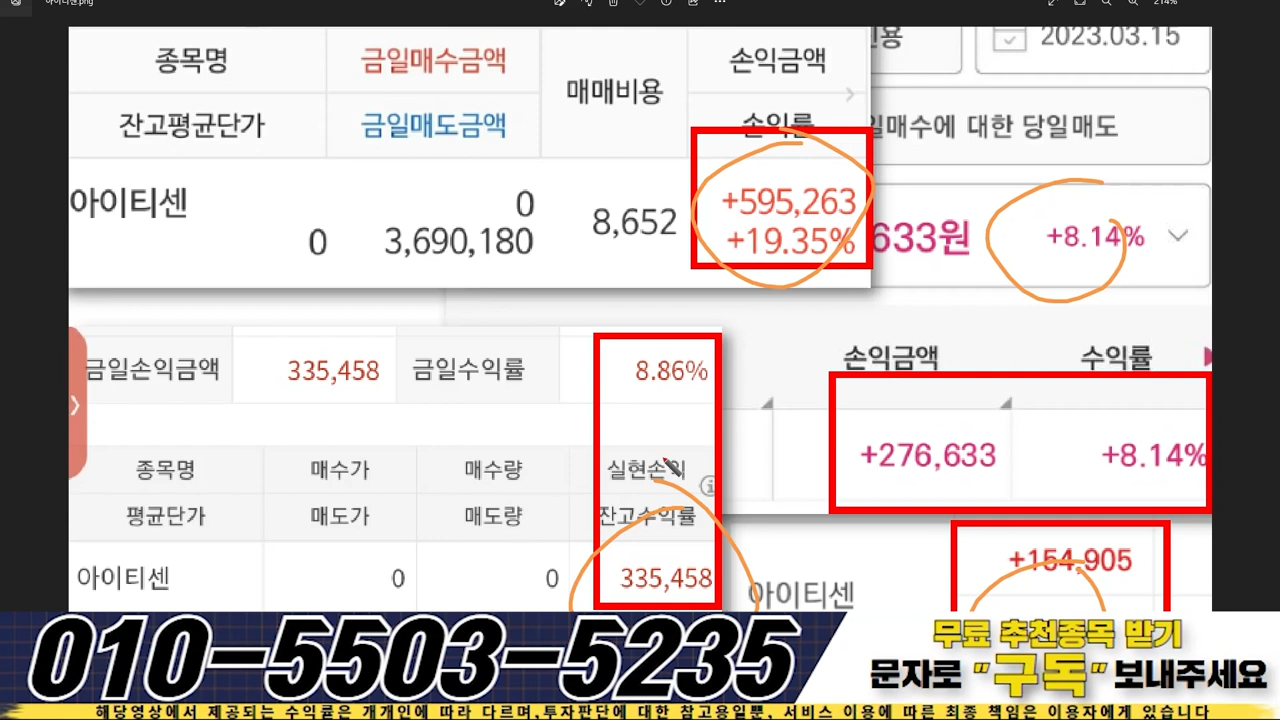 아이티센.png
214%
종목명
금일매수금액
매매비용
손익금액
잔고평균단가
금일매도금액
손익률
2023.03.15
일매수에 대한 당일매도
아이티센
0
0
3,690,180
8,652
+595,263
+19.35%
633원
+8.14%
금일손익금액
335,458
금일수익률
8.86%
손익금액
수익률
+276,633
+8.14%
종목명
매수가
매수량
실현손익
평균단가
매도가
매도량
잔고수익률
아이티센
0
0
335,458
아이티센
+154,905
010-5503-5235
무료 추천종목 받기
문자로 "구독" 보내주세요
해당영상에서 제공되는 수익률은 개개인에 따라 다르며,투자판단에 대한 참고용일뿐, 서비스 이용에 따른 최종 책임은 이용자에게 있습니다